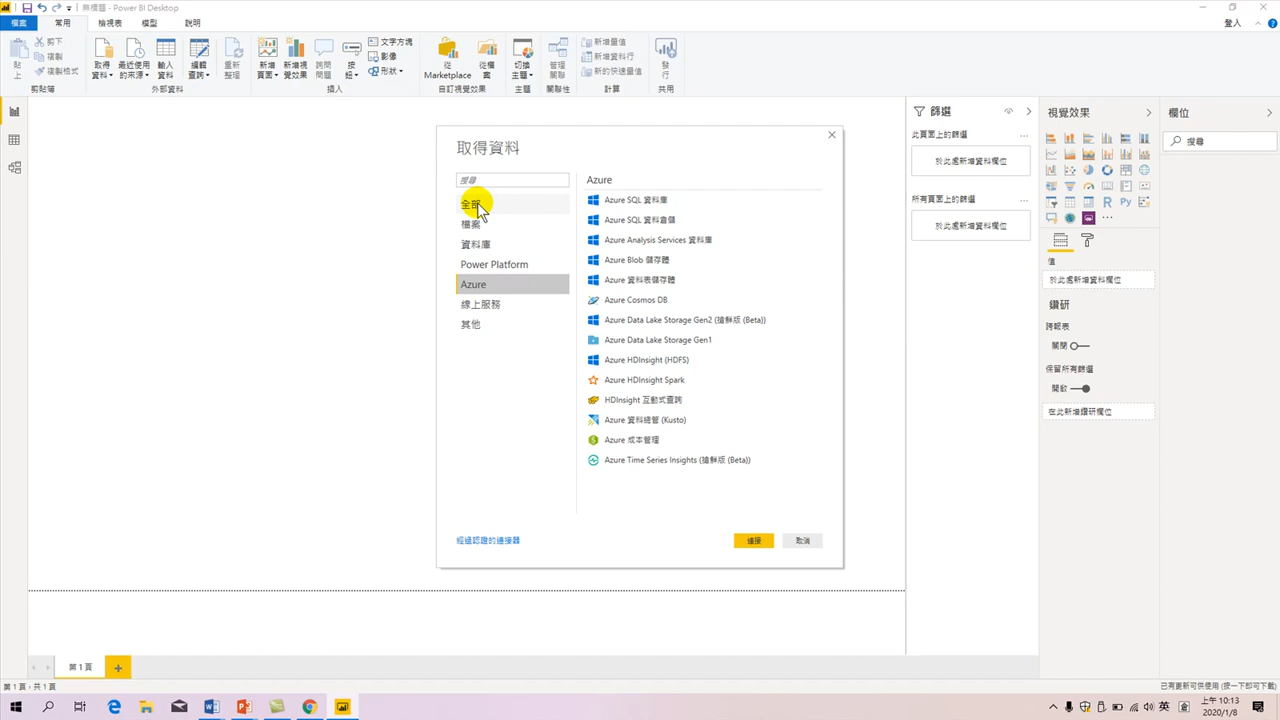 無標題 - Power BI Desktop
檔案 常用 檢視表 模型 說明 登入
剪下
複製
複製格式
貼上
剪貼簿
取得資料
最近使用的來源
輸入資料
編輯查詢
重新整理
外部資料
新增頁面
新增視覺效果
詢問問題
按鈕
文字方塊
影像
形狀
插入
從 Marketplace
從檔案
自訂視覺效果
切換主題
主題
管理關聯
關聯性
新增量值
新增資料行
新的快速量值
計算
發行
共用
取得資料
搜尋
全部
檔案
資料庫
Power Platform
Azure
線上服務
其他
Azure
Azure SQL 資料庫
Azure SQL 資料倉儲
Azure Analysis Services 資料庫
Azure Blob 儲存體
Azure 資料表儲存體
Azure Cosmos DB
Azure Data Lake Storage Gen2 (搶鮮版 (Beta))
Azure Data Lake Storage Gen1
Azure HDInsight (HDFS)
Azure HDInsight Spark
HDInsight 互動式查詢
Azure 資料總管 (Kusto)
Azure 成本管理
Azure Time Series Insights (搶鮮版 (Beta))
經過認證的連接器
連接
取消
篩選
此頁面上的篩選
於此處新增資料欄位
所有頁面上的篩選
於此處新增資料欄位
視覺效果
R Py
值
於此處新增資料欄位
鑽研
跨報表
關閉
保留所有篩選
開啟
在此新增鑽研欄位
欄位
搜尋
第 1 頁
第 1 頁，共 1 頁
已有更新可供使用 (按一下即可下載)
英
上午 10:13
2020/1/8